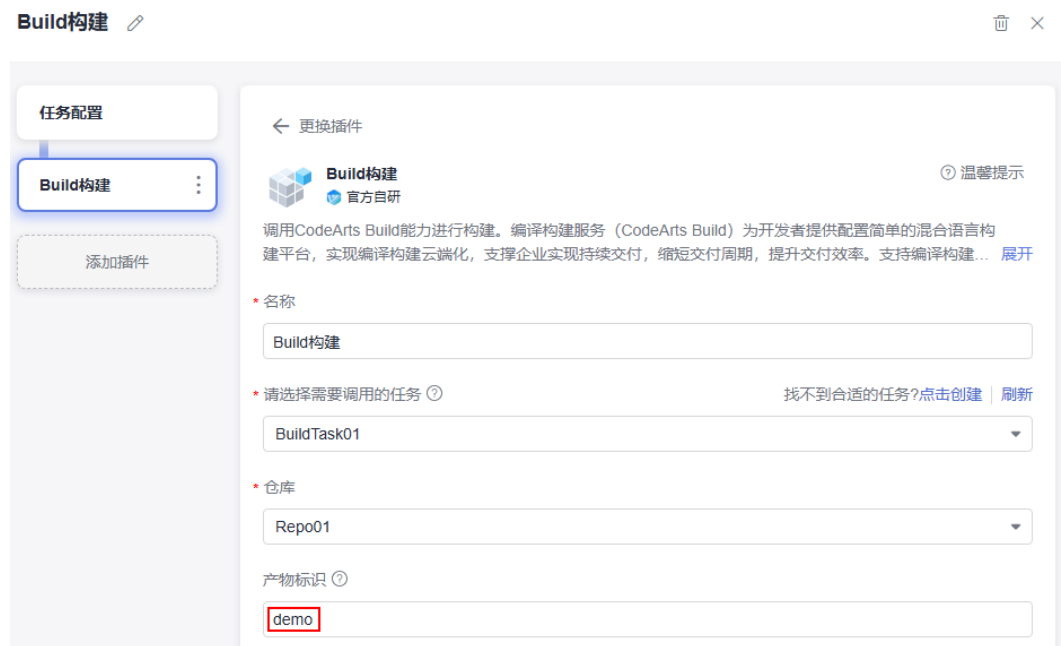 Build构建
任务配置
Build构建
添加插件
更换插件
Build构建
官方自研
温馨提示
调用CodeArts Build能力进行构建。编译构建服务（CodeArts Build）为开发者提供配置简单的混合语言构
建平台，实现编译构建云端化，支撑企业实现持续交付，缩短交付周期，提升交付效率。支持编译构建... 展开
* 名称
Build构建
* 请选择需要调用的任务 找不到合适的任务?点击创建 | 刷新
BuildTask01
* 仓库
Repo01
产物标识
demo